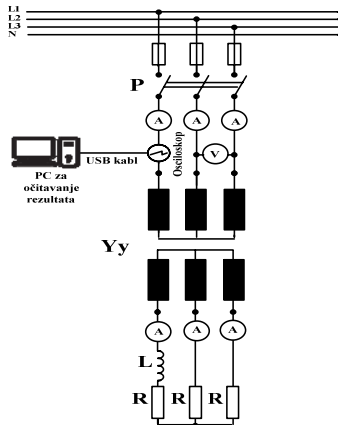 L1
L2
L3
N
P
A A A
Osciloskop
V
USB kabl
PC za
očitavanje
rezultata
Yy
A A A
L
R R R